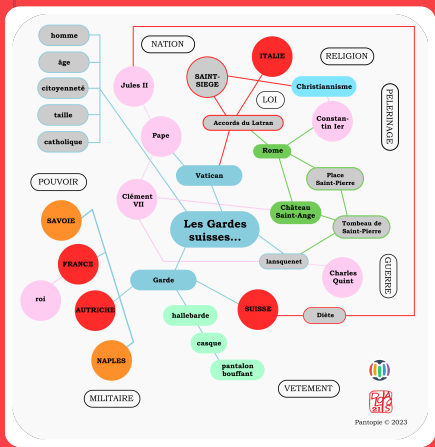 homme
âge
citoyenneté
taille
catholique
NATION
Jules II
SAINT-
SIEGE
ITALIE
RELIGION
Christiannisme
LOI
Accords du Latran
Constan-
tin Ier
PELERINAGE
Pape
Rome
Vatican
Place
Saint-Pierre
POUVOIR
Clément
VII
Château
Saint-Ange
SAVOIE
Les Gardes
suisses...
Tombeau de
Saint-Pierre
FRANCE
lansquenet
GUERRE
Charles
Quint
roi
Garde
AUTRICHE
hallebarde
SUISSE
Diète
casque
NAPLES
pantalon
bouffant
VETEMENT
MILITAIRE
Pantopie © 2023